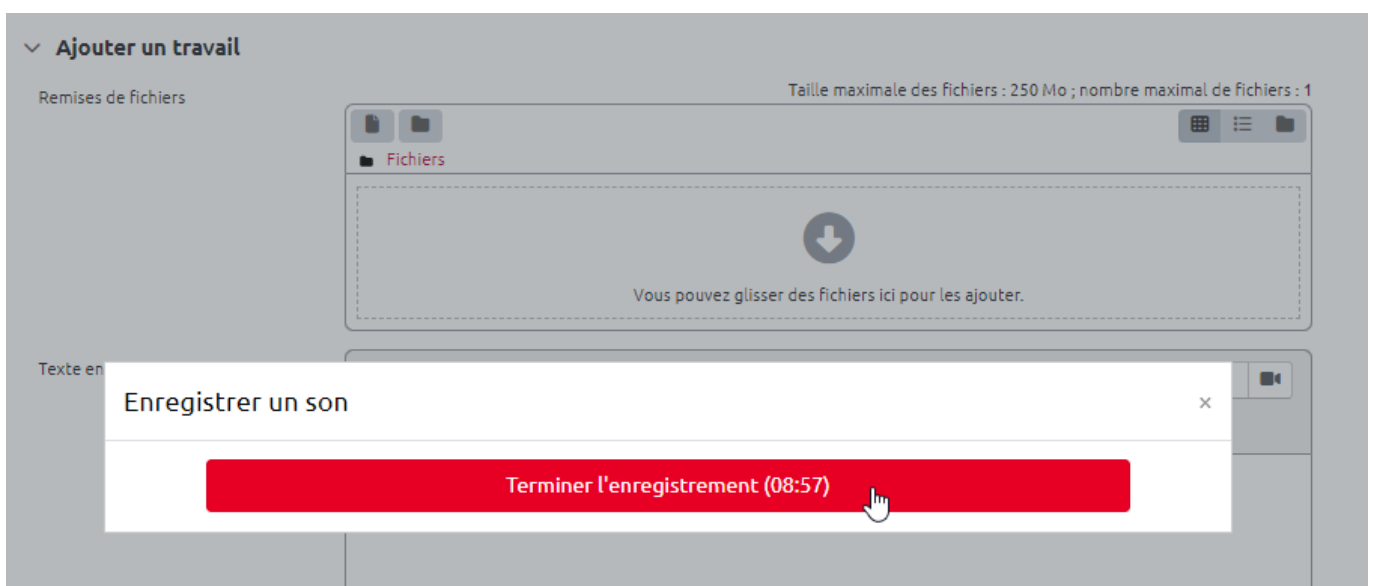 Ajouter un travail
Remises de fichiers
Taille maximale des fichiers : 250 Mo ; nombre maximal de fichiers : 1
Fichiers
Vous pouvez glisser des fichiers ici pour les ajouter.
Texte en
Enregistrer un son
×
Terminer l'enregistrement (08:57)